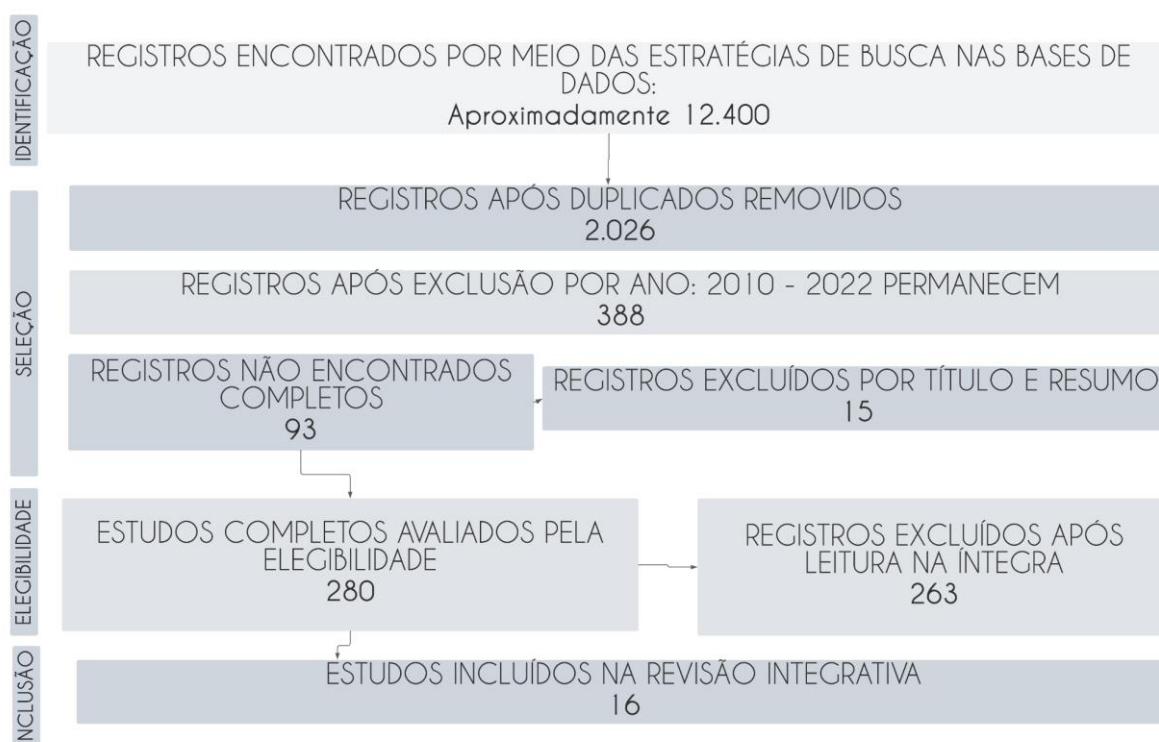 IDENTIFICAÇÃO
REGISTROS ENCONTRADOS POR MEIO DAS ESTRATÉGIAS DE BUSCA NAS BASES DE
DADOS:
Aproximadamente 12.400
SELEÇÃO
REGISTROS APÓS DUPLICADOS REMOVIDOS
2.026
REGISTROS APÓS EXCLUSÃO POR ANO: 2010 - 2022 PERMANECEM
388
REGISTROS NÃO ENCONTRADOS
COMPLETOS
93
REGISTROS EXCLUÍDOS POR TÍTULO E RESUMO
15
ELEGIBILIDADE
ESTUDOS COMPLETOS AVALIADOS PELA
ELEGIBILIDADE
280
REGISTROS EXCLUÍDOS APÓS
LEITURA NA ÍNTEGRA
263
NCLUSÃO
ESTUDOS INCLUÍDOS NA REVISÃO INTEGRATIVA
16